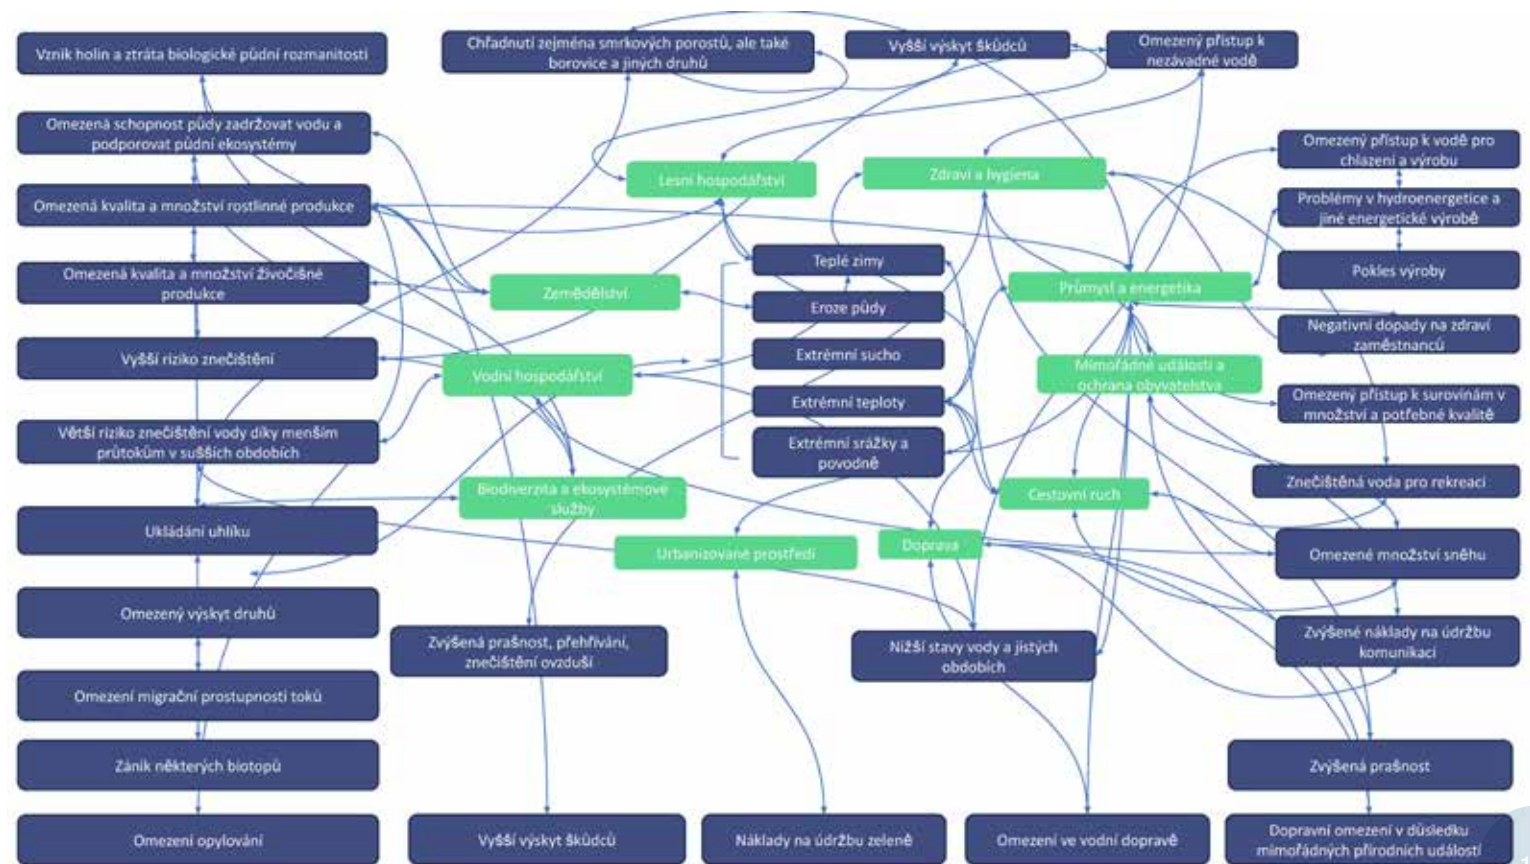 Vznik holin a ztráta biologické půdní rozmanitosti
Chřadnutí zejména smrkových porostů, ale také
borovice a jiných druhů
Vyšší výskyt škůdců
Omezený přístup k
nezávadné vodě
Omezená schopnost půdy zadržovat vodu a
podporovat půdní ekosystémy
Omezený přístup k vodě pro
chlazení a výrobu
Lesní hospodářství
Zdraví a hygiena
Omezená kvalita a množství rostlinné produkce
Problémy v hydroenergetice a
jiné energetické výrobě
Teplé zimy
Omezená kvalita a množství živočišné
produkce
Zemědělství
Průmysl a energetika
Pokles výroby
Eroze půdy
Vyšší riziko znečištění
Extrémní sucho
Negativní dopady na zdraví
zaměstnanců
Vodní hospodářství
Mimořádné události a
ochrana obyvatelstva
Extrémní teploty
Omezený přístup k surovinám v
množství a potřebné kvalitě
Větší riziko znečištění vody díky menším
průtokům v sušších obdobích
Extrémní srážky a
povodně
Biodiverzita a ekosystémové
služby
Cestovní ruch
Znečištěná voda pro rekreaci
Ukládání uhlíku
Urbanizované prostředí
Doprava
Omezené množství sněhu
Omezený výskyt druhů
Zvýšená prašnost, přehřívání,
znečištění ovzduší
Nižší stavy vody a jistých
obdobích
Zvýšené náklady na údržbu
komunikací
Omezení migrační prostupnosti toků
Zánik některých biotopů
Zvýšená prašnost
Omezení opylování
Vyšší výskyt škůdců
Náklady na údržbu zeleně
Omezení ve vodní dopravě
Dopravní omezení v důsledku
mimořádných přírodních událostí